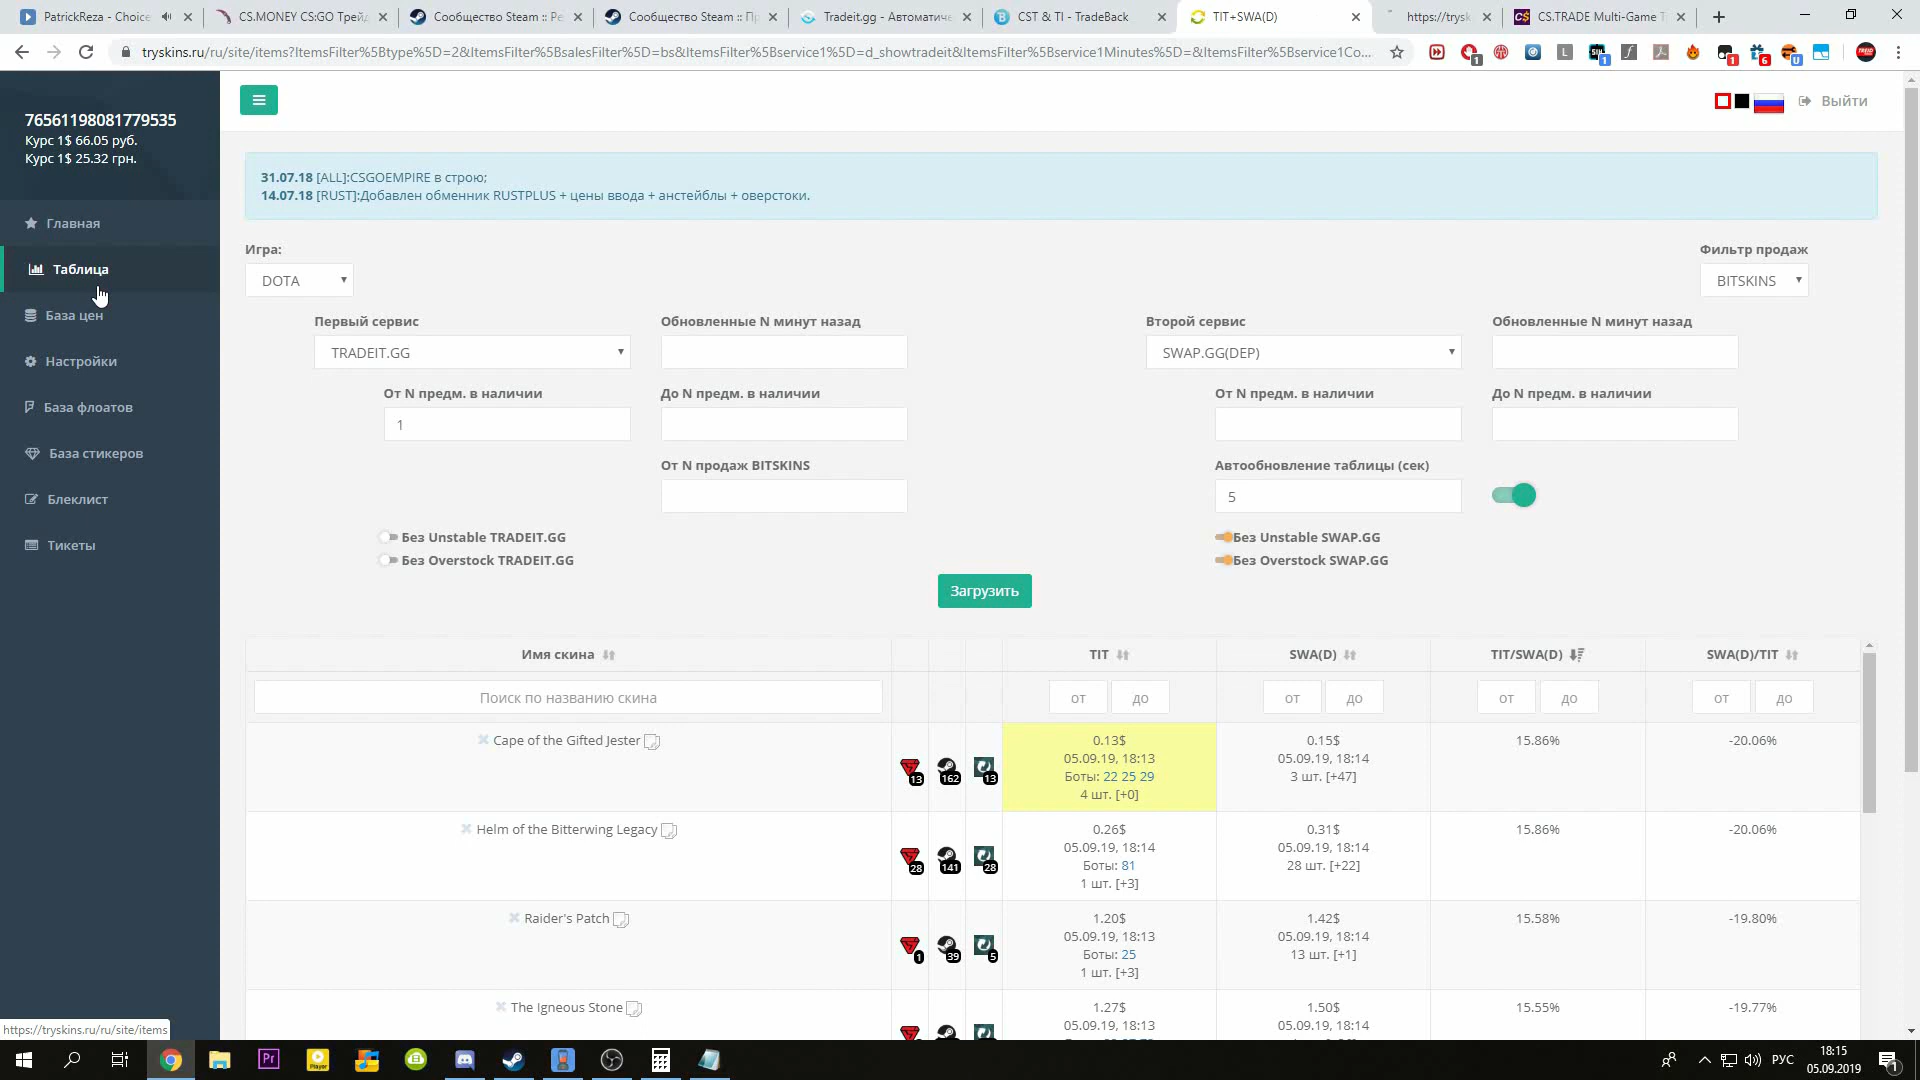 PatrickReza - Choice
CS.MONEY CS:GO Трейд
Сообщество Steam :: Ре
Сообщество Steam :: Пр
Tradeit.gg - Автоматиче
CST & TI - TradeBack
TIT+SWA(D)
https://trysk
CS.TRADE Multi-Game T
tryskins.ru/ru/site/items?ItemsFilter%5Btype%5D=2&ItemsFilter%5BsalesFilter%5D=bs&ItemsFilter%5Bservice1%5D=d_showtradeit&ItemsFilter%5Bservice1Minutes%5D=&ItemsFilter%5Bservice1Co...
76561198081779535
Курс 1$ 66.05 руб.
Курс 1$ 25.32 грн.
Выйти
Главная
Таблица
База цен
Настройки
База флоатов
База стикеров
Блеклист
Тикеты
31.07.18 [ALL]:CSGOEMPIRE в строю;
14.07.18 [RUST]:Добавлен обменник RUSTPLUS + цены ввода + анстейблы + оверстоки.
Игра:
DOTA
Фильтр продаж
BITSKINS
Первый сервис
TRADEIT.GG
Обновленные N минут назад
Второй сервис
SWAP.GG(DEP)
Обновленные N минут назад
От N предм. в наличии
1
До N предм. в наличии
От N предм. в наличии
До N предм. в наличии
От N продаж BITSKINS
Автообновление таблицы (сек)
5
Без Unstable TRADEIT.GG
Без Overstock TRADEIT.GG
Без Unstable SWAP.GG
Без Overstock SWAP.GG
Загрузить
Имя скина TIT SWA(D) TIT/SWA(D) SWA(D)/TIT
Поиск по названию скина от до от до от до от до
Cape of the Gifted Jester
13 162 13
0.13$
05.09.19, 18:13
Боты: 22 25 29
4 шт. [+0]
0.15$
05.09.19, 18:14
3 шт. [+47]
15.86%
-20.06%
Helm of the Bitterwing Legacy
28 141 28
0.26$
05.09.19, 18:14
Боты: 81
1 шт. [+3]
0.31$
05.09.19, 18:14
28 шт. [+22]
15.86%
-20.06%
Raider's Patch
1 39 5
1.20$
05.09.19, 18:13
Боты: 25
1 шт. [+3]
1.42$
05.09.19, 18:14
13 шт. [+1]
15.58%
-19.80%
The Igneous Stone
1.27$
05.09.19, 18:13
1.50$
05.09.19, 18:14
15.55%
-19.77%
https://tryskins.ru/ru/site/items
РУС
18:15
05.09.2019
1